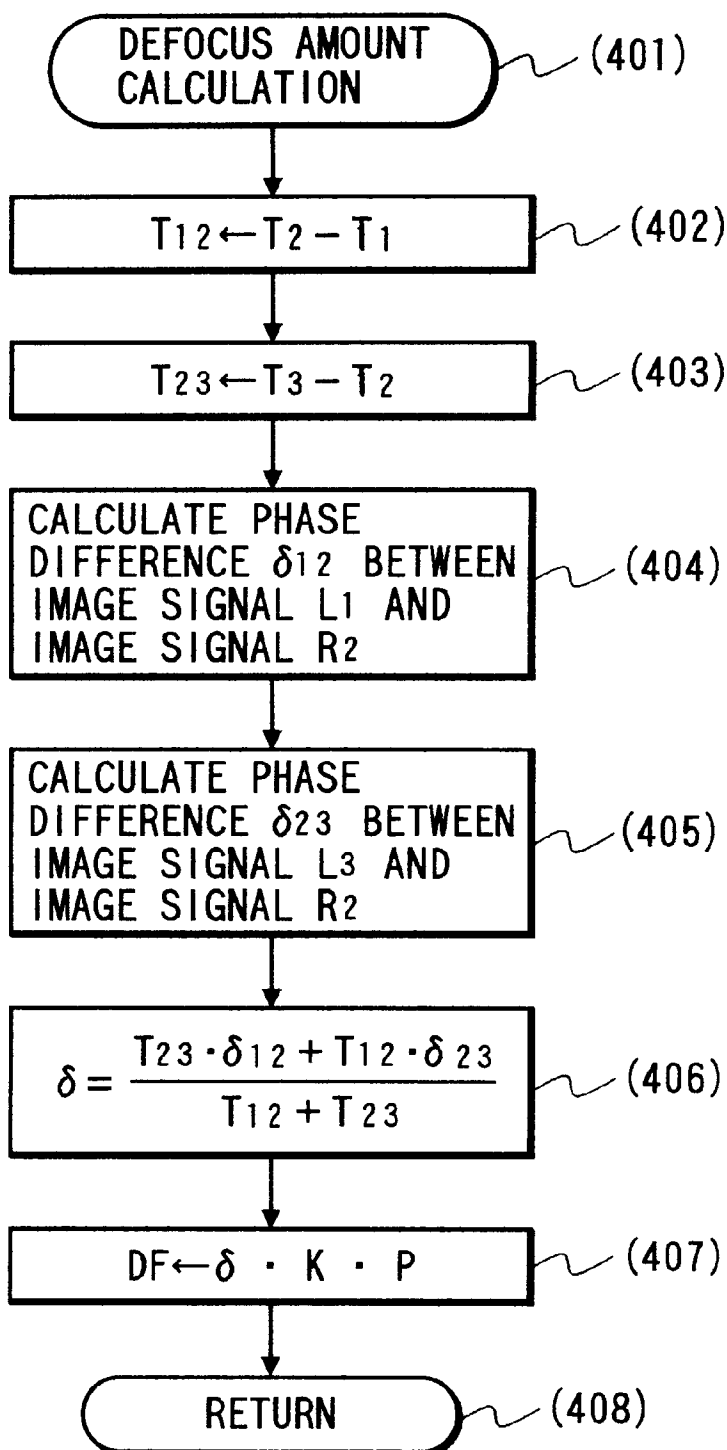 DEFOCUS AMOUNT
CALCULATION
(401)
T12←T2-T1
(402)
T23←T3-T2
(403)
CALCULATE PHASE
DIFFERENCE δ12 BETWEEN
IMAGE SIGNAL L1 AND
IMAGE SIGNAL R2
(404)
CALCULATE PHASE
DIFFERENCE δ23 BETWEEN
IMAGE SIGNAL L3 AND
IMAGE SIGNAL R2
(405)
δ = T23·δ12+T12·δ23
T12+T23
(406)
DF←δ · K · P
(407)
RETURN
(408)